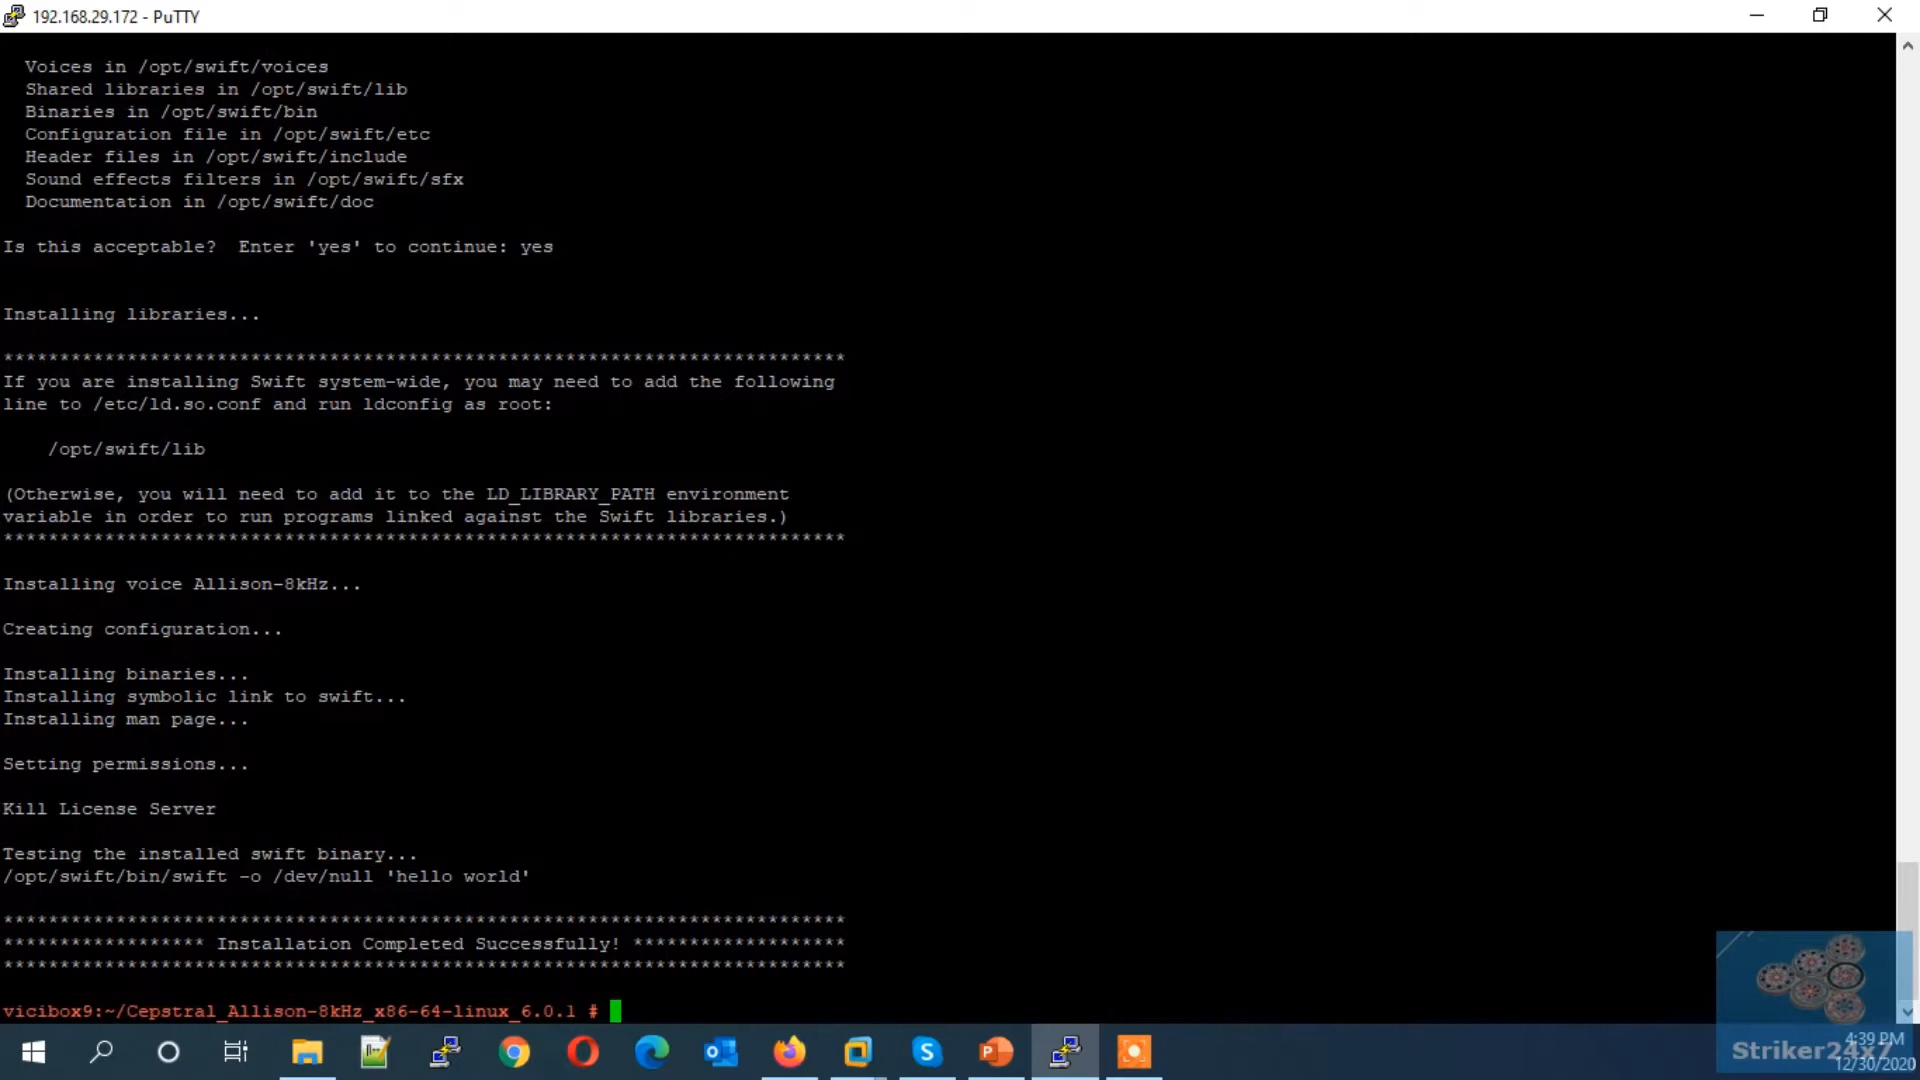 192.168.29.172 - PuTTY
Voices in /opt/swift/voices
Shared libraries in /opt/swift/lib
Binaries in /opt/swift/bin
Configuration file in /opt/swift/etc
Header files in /opt/swift/include
Sound effects filters in /opt/swift/sfx
Documentation in /opt/swift/doc
Is this acceptable?  Enter 'yes' to continue: yes
Installing libraries...
***************************************************************************
If you are installing Swift system-wide, you may need to add the following
line to /etc/ld.so.conf and run ldconfig as root:
/opt/swift/lib
(Otherwise, you will need to add it to the LD_LIBRARY_PATH environment
variable in order to run programs linked against the Swift libraries.)
***************************************************************************
Installing voice Allison-8kHz...
Creating configuration...
Installing binaries...
Installing symbolic link to swift...
Installing man page...
Setting permissions...
Kill License Server
Testing the installed swift binary...
/opt/swift/bin/swift -o /dev/null 'hello world'
***************************************************************************
****************** Installation Completed Successfully! *******************
***************************************************************************
vicibox9:~/Cepstral_Allison-8kHz_x86-64-linux_6.0.1 #
4:39 PM
Striker24x7
12/30/2020